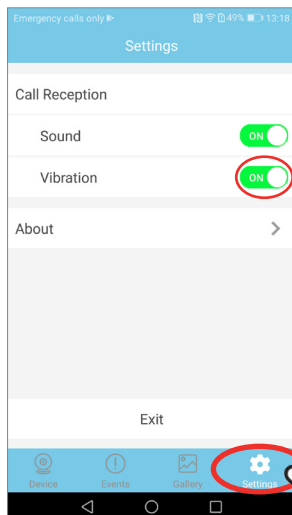 Emergency calls only 49% 13:18
Settings
Call Reception
Sound ON
Vibration ON
About
Exit
Device Events Gallery Settings